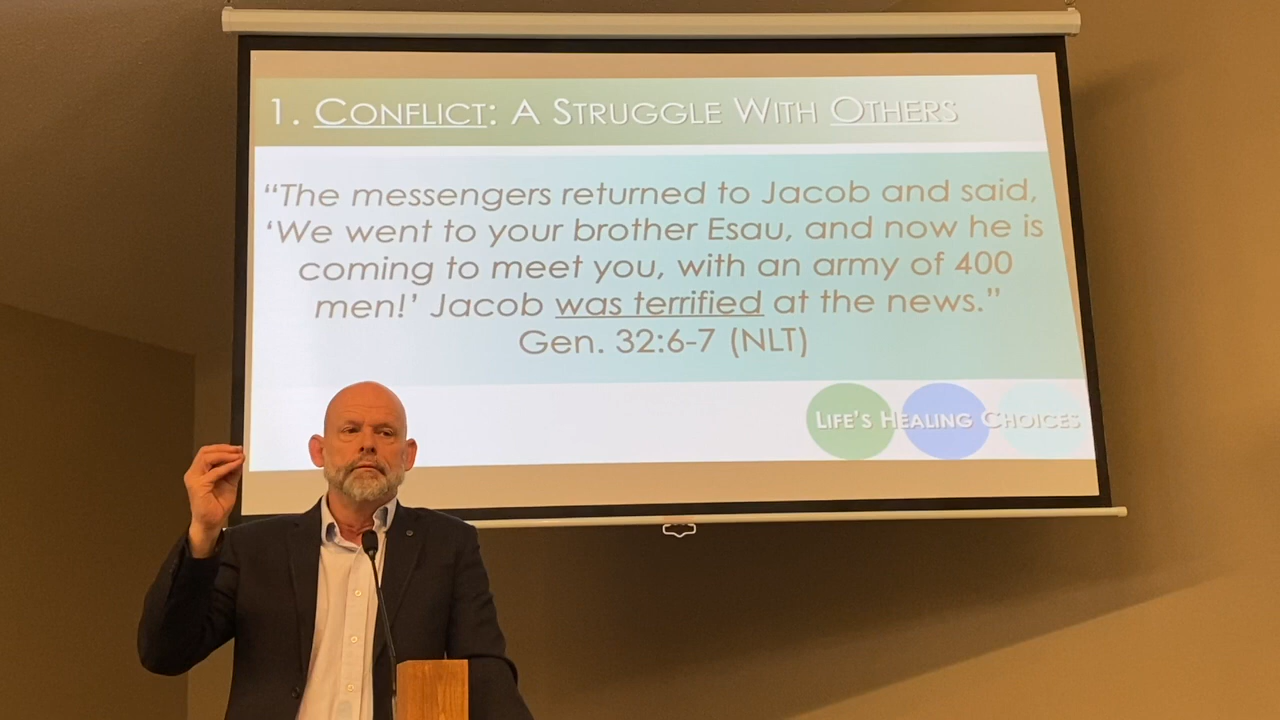 1. CONFLICT: A STRUGGLE WITH OTHERS
“The messengers returned to Jacob and said,
‘We went to your brother Esau, and now he is
coming to meet you, with an army of 400
men!’ Jacob was terrified at the news.”
Gen. 32:6-7 (NLT)
LIFE’S HEALING CHOICES